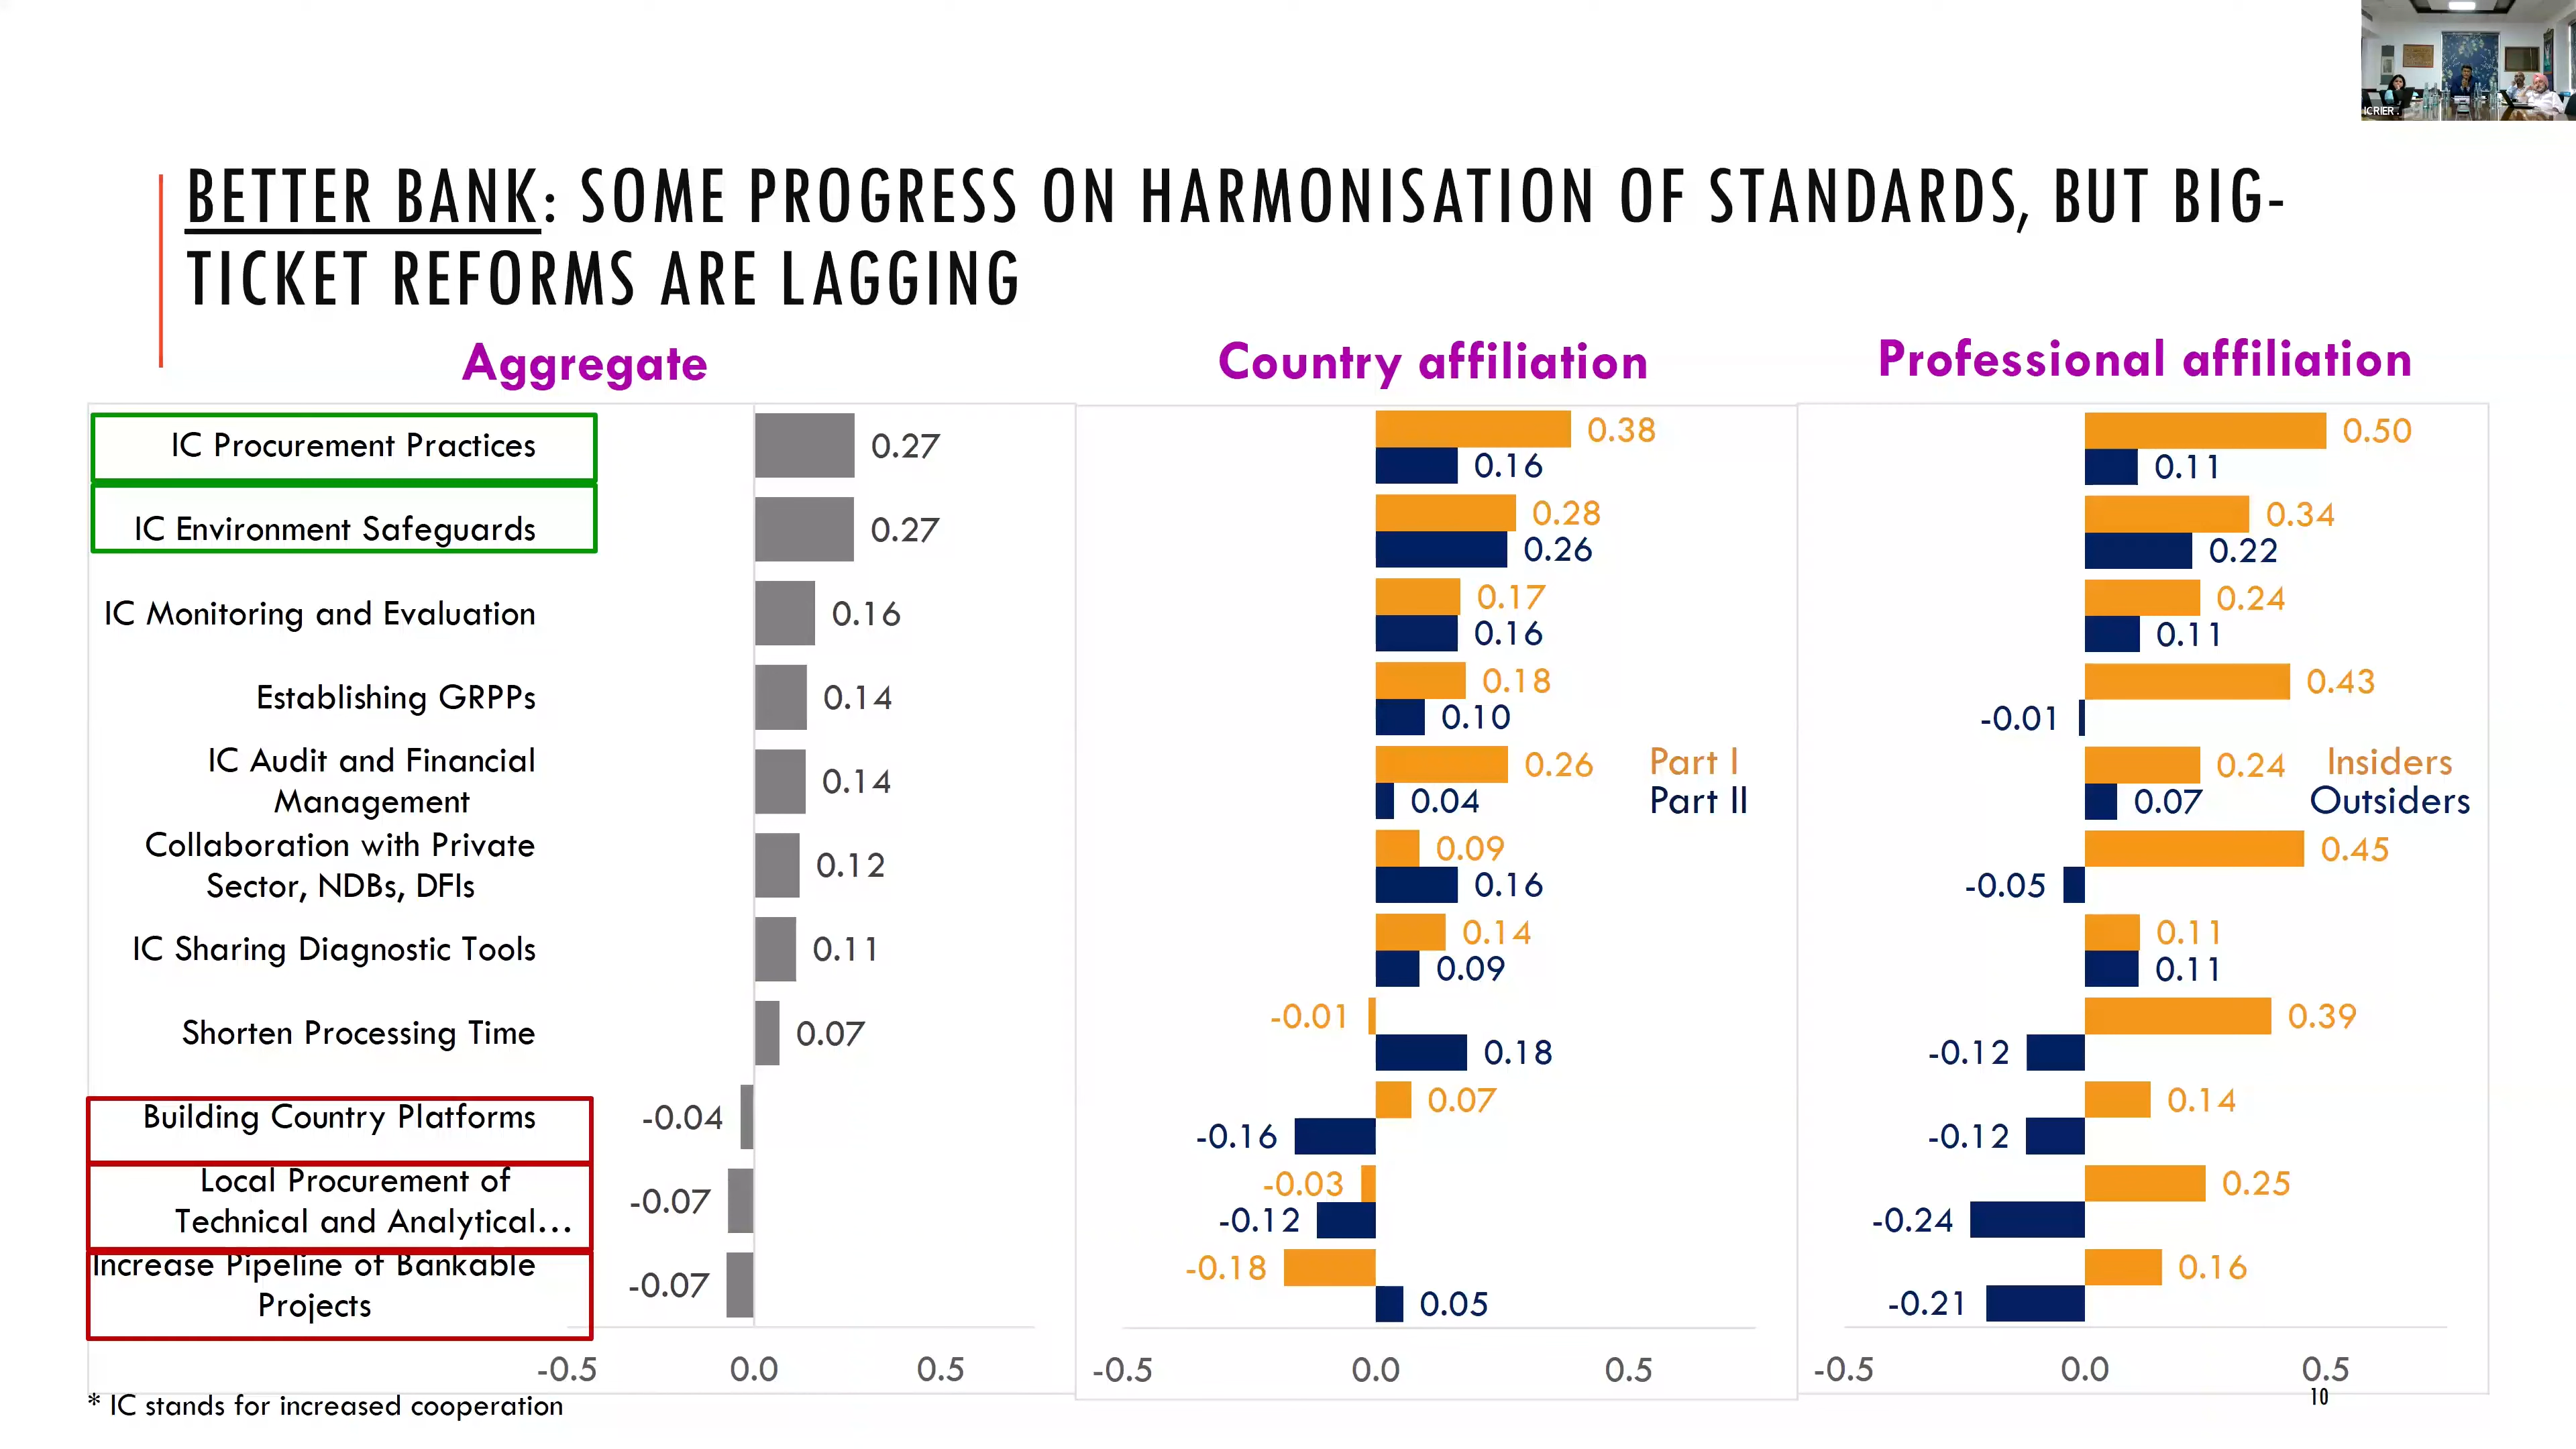 ICRIER
BETTER BANK: SOME PROGRESS ON HARMONISATION OF STANDARDS, BUT BIG-
TICKET REFORMS ARE LAGGING
Aggregate
Country affiliation
Professional affiliation
IC Procurement Practices
0.27
0.38
0.16
0.50
0.11
IC Environment Safeguards
0.27
0.28
0.26
0.34
0.22
IC Monitoring and Evaluation
0.16
0.17
0.16
0.24
0.11
Establishing GRPPs
0.14
0.18
0.10
0.43
-0.01
IC Audit and Financial
Management
0.14
0.26
0.04
Part I
Part II
0.24
0.07
Insiders
Outsiders
Collaboration with Private
Sector, NDBs, DFIs
0.12
0.09
0.16
0.45
-0.05
IC Sharing Diagnostic Tools
0.11
0.14
0.09
0.11
0.11
Shorten Processing Time
0.07
-0.01
0.18
0.39
-0.12
Building Country Platforms
-0.04
0.07
-0.16
0.14
-0.12
Local Procurement of
Technical and Analytical...
-0.07
-0.03
-0.12
0.25
-0.24
Increase Pipeline of Bankable
Projects
-0.07
-0.18
0.05
0.16
-0.21
-0.5 0.0 0.5
-0.5 0.0 0.5
-0.5 0.0 0.5
* IC stands for increased cooperation
10